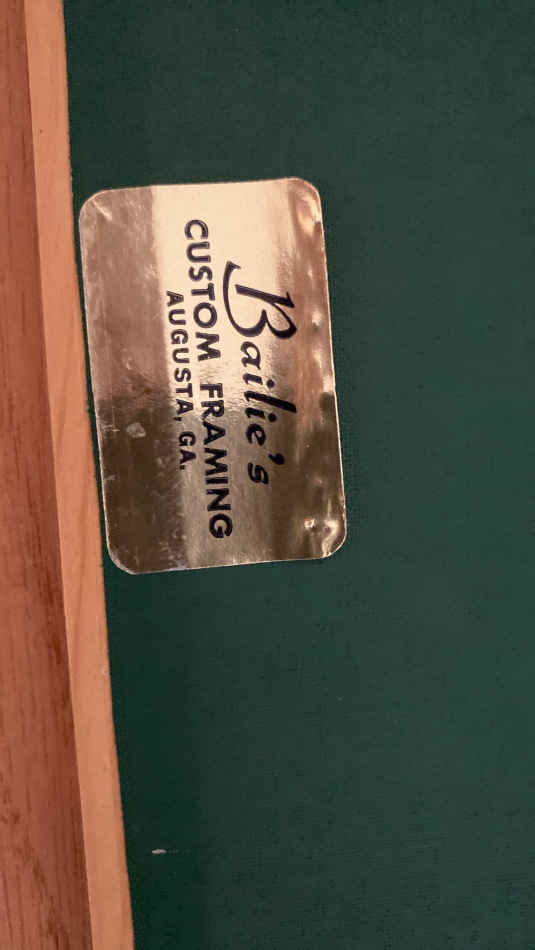 Bailie's
CUSTOM FRAMING
AUGUSTA, GA.